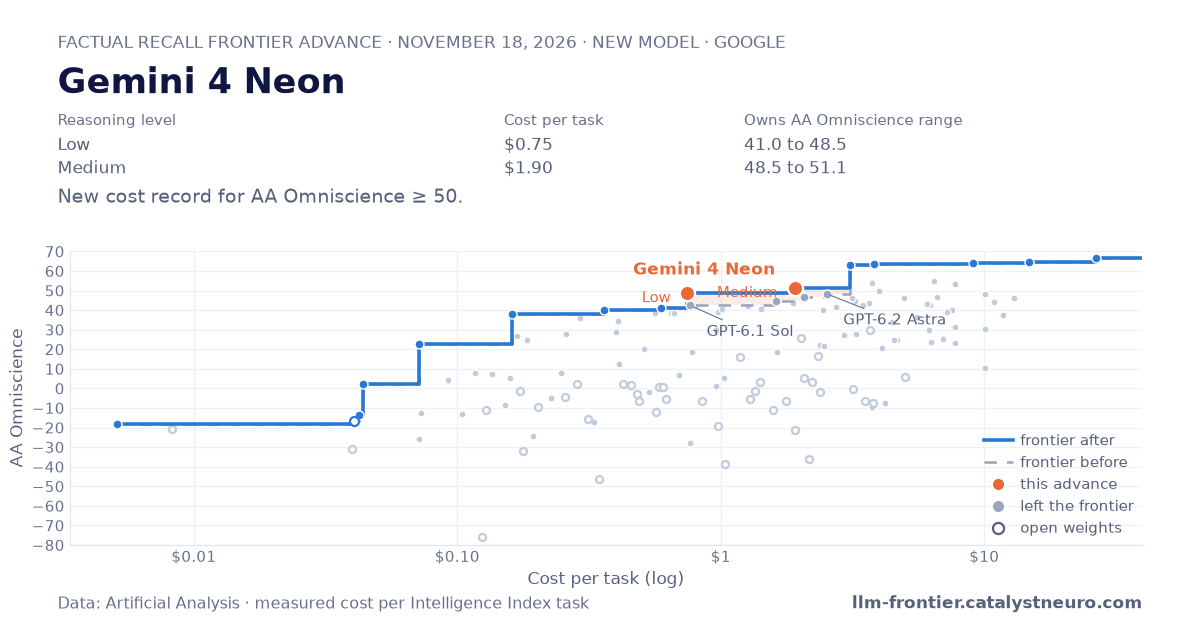 FACTUAL RECALL FRONTIER ADVANCE · NOVEMBER 18, 2026 · NEW MODEL · GOOGLE
Gemini 4 Neon
Reasoning level Cost per task Owns AA Omniscience range
Low $0.75 41.0 to 48.5
Medium $1.90 48.5 to 51.1
New cost record for AA Omniscience ≥ 50.
70
60
50
40
30
20
10
0
−10
−20
−30
−40
−50
−60
−70
−80
AA Omniscience
Gemini 4 Neon
Low
Medium
GPT-6.1 Sol
GPT-6.2 Astra
frontier after
frontier before
this advance
left the frontier
open weights
$0.01 $0.10 $1 $10
Cost per task (log)
Data: Artificial Analysis · measured cost per Intelligence Index task
llm-frontier.catalystneuro.com